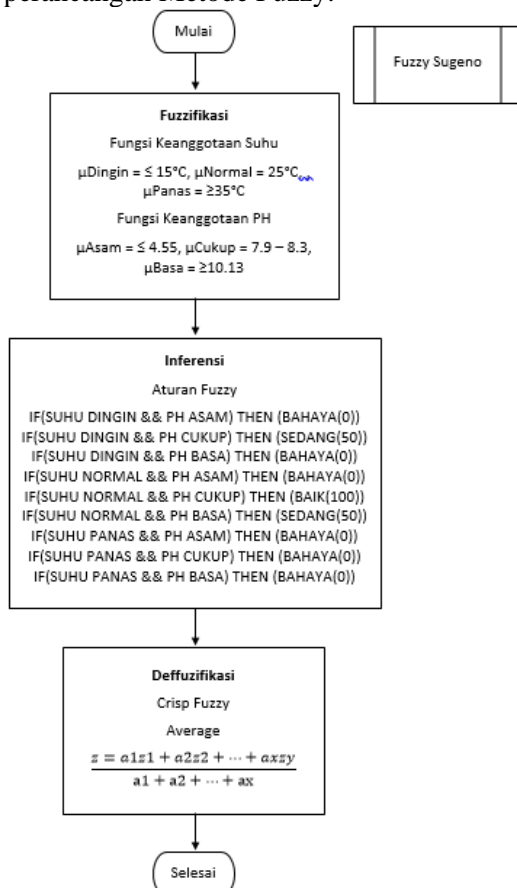 perancangan Metode Fuzzy.
Mulai
Fuzzy Sugeno
Fuzzifikasi
Fungsi Keanggotaan Suhu
µDingin = ≤ 15°C, µNormal = 25°C
µPanas = ≥35°C
Fungsi Keanggotaan PH
µAsam = ≤ 4.55, µCukup = 7.9 – 8.3,
µBasa = ≥10.13
Inferensi
Aturan Fuzzy
IF(SUHU DINGIN && PH ASAM) THEN (BAHAYA(0))
IF(SUHU DINGIN && PH CUKUP) THEN (SEDANG(50))
IF(SUHU DINGIN && PH BASA) THEN (BAHAYA(0))
IF(SUHU NORMAL && PH ASAM) THEN (BAHAYA(0))
IF(SUHU NORMAL && PH CUKUP) THEN (BAIK(100))
IF(SUHU NORMAL && PH BASA) THEN (SEDANG(50))
IF(SUHU PANAS && PH ASAM) THEN (BAHAYA(0))
IF(SUHU PANAS && PH CUKUP) THEN (BAHAYA(0))
IF(SUHU PANAS && PH BASA) THEN (BAHAYA(0))
Deffuzifikasi
Crisp Fuzzy
Average
z = a1z1 + a2z2 + ⋯ + axzy
a1 + a2 + ⋯ + ax
Selesai